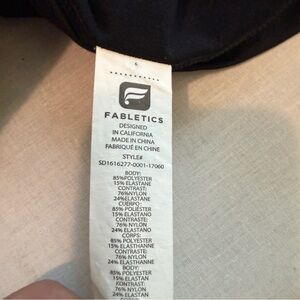 FABLETICS
DESIGNED
IN CALIFORNIA
MADE IN CHINA
FABRIQUÉ EN CHINE
STYLE#
SD1616277-0001-17060
BODY:
85%POLYESTER
15% ELASTANE
CONTRAST:
76%NYLON
24%ELASTANE
CUERPO:
85% POLIÉSTER
15% ELASTANO
CONTRASTE:
76% NYLON
24% ELASTANO
CORPS:
85% POLYESTER
15% ELASTHANNE
CONTRASTE:
76% NYLON
24% ELASTHANNE
BODY:
85% POLYESTER
15% ELASTAN
KONTRAST:
76% NYLON
24% ELASTAN